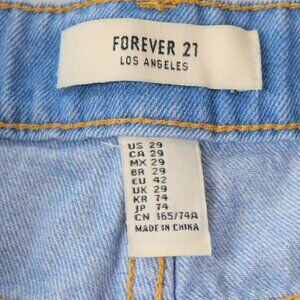 FOREVER 21
LOS ANGELES
US 29
CA 29
MX 29
BR 29
EU 42
UK 29
KR 74
JP 74
CN 165/74A
MADE IN CHINA